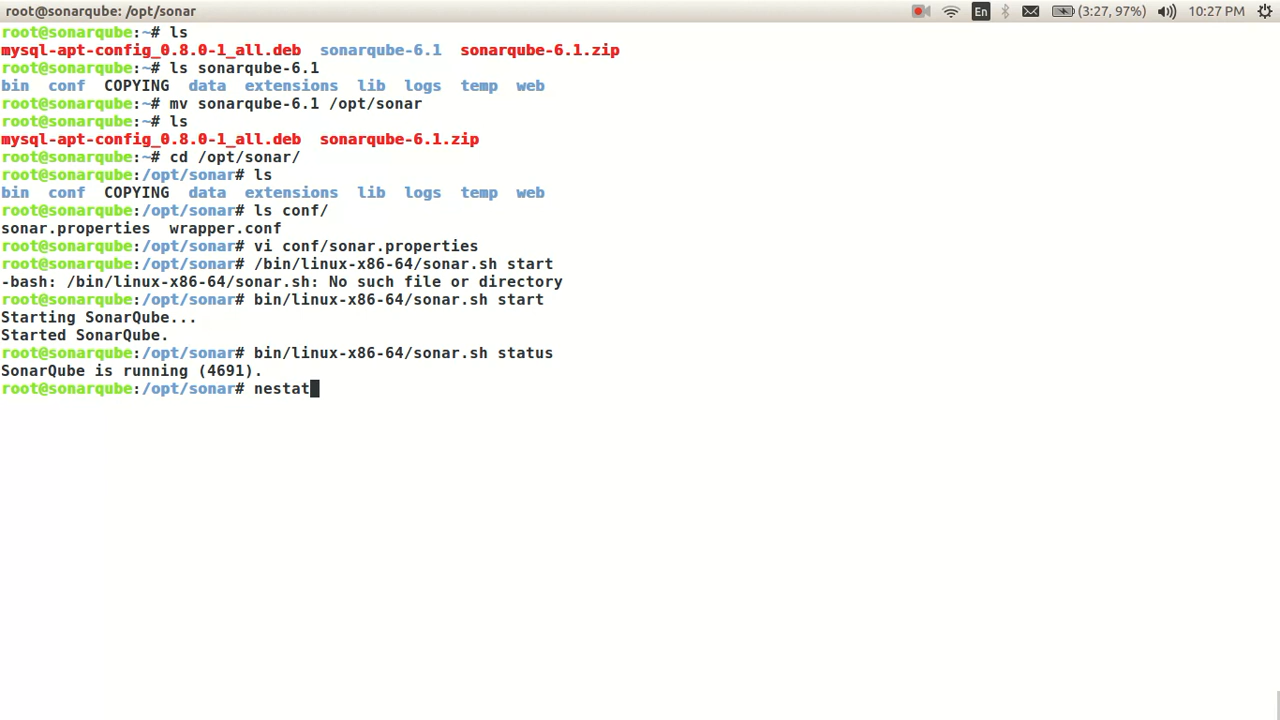 root@sonarqube: /opt/sonar En (3:27, 97%) 10:27 PM
root@sonarqube:~# ls
mysql-apt-config_0.8.0-1_all.deb sonarqube-6.1 sonarqube-6.1.zip
root@sonarqube:~# ls sonarqube-6.1
bin conf COPYING data extensions lib logs temp web
root@sonarqube:~# mv sonarqube-6.1 /opt/sonar
root@sonarqube:~# ls
mysql-apt-config_0.8.0-1_all.deb sonarqube-6.1.zip
root@sonarqube:~# cd /opt/sonar/
root@sonarqube:/opt/sonar# ls
bin conf COPYING data extensions lib logs temp web
root@sonarqube:/opt/sonar# ls conf/
sonar.properties wrapper.conf
root@sonarqube:/opt/sonar# vi conf/sonar.properties
root@sonarqube:/opt/sonar# /bin/linux-x86-64/sonar.sh start
-bash: /bin/linux-x86-64/sonar.sh: No such file or directory
root@sonarqube:/opt/sonar# bin/linux-x86-64/sonar.sh start
Starting SonarQube...
Started SonarQube.
root@sonarqube:/opt/sonar# bin/linux-x86-64/sonar.sh status
SonarQube is running (4691).
root@sonarqube:/opt/sonar# nestat